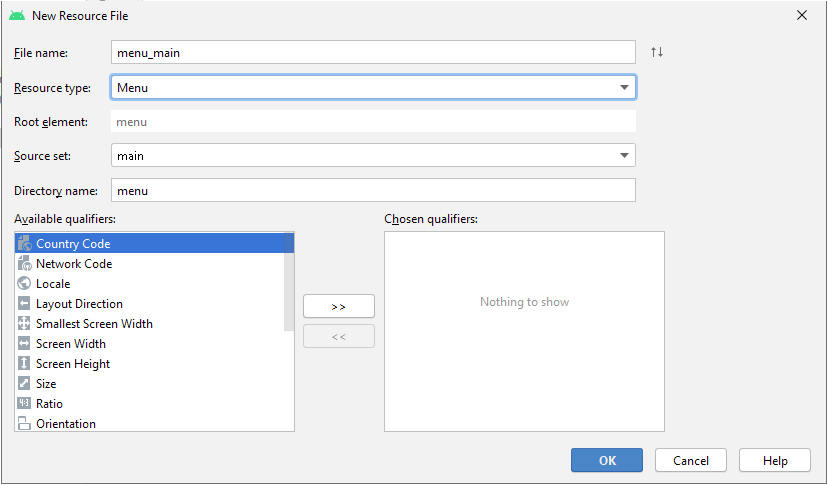 New Resource File
File name: menu_main
Resource type: Menu
Root element: menu
Source set: main
Directory name: menu
Available qualifiers:
Country Code
Network Code
Locale
Layout Direction
Smallest Screen Width
Screen Width
Screen Height
Size
Ratio
Orientation
>>
<<
Chosen qualifiers:
Nothing to show
OK Cancel Help